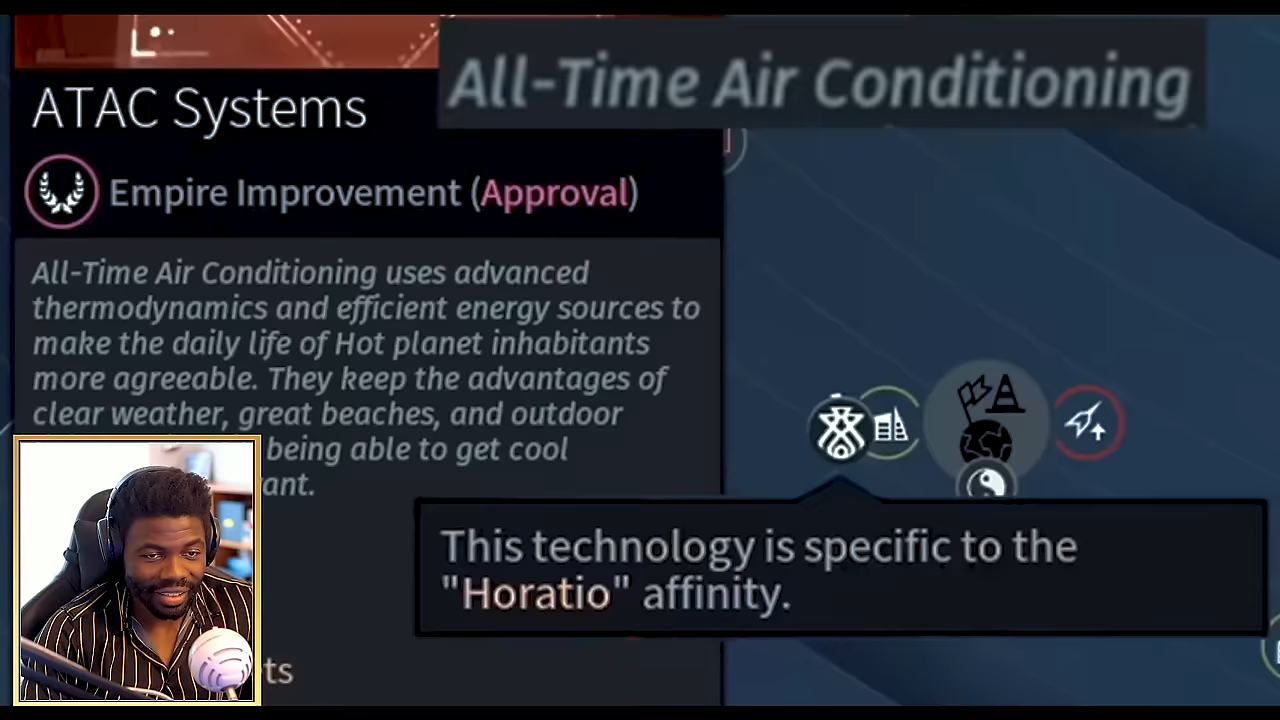 All-Time Air Conditioning
ATAC Systems
Empire Improvement (Approval)
All-Time Air Conditioning uses advanced
thermodynamics and efficient energy sources to
make the daily life of Hot planet inhabitants
more agreeable. They keep the advantages of
clear weather, great beaches, and outdoor
being able to get cool
This technology is specific to the
"Horatio" affinity.